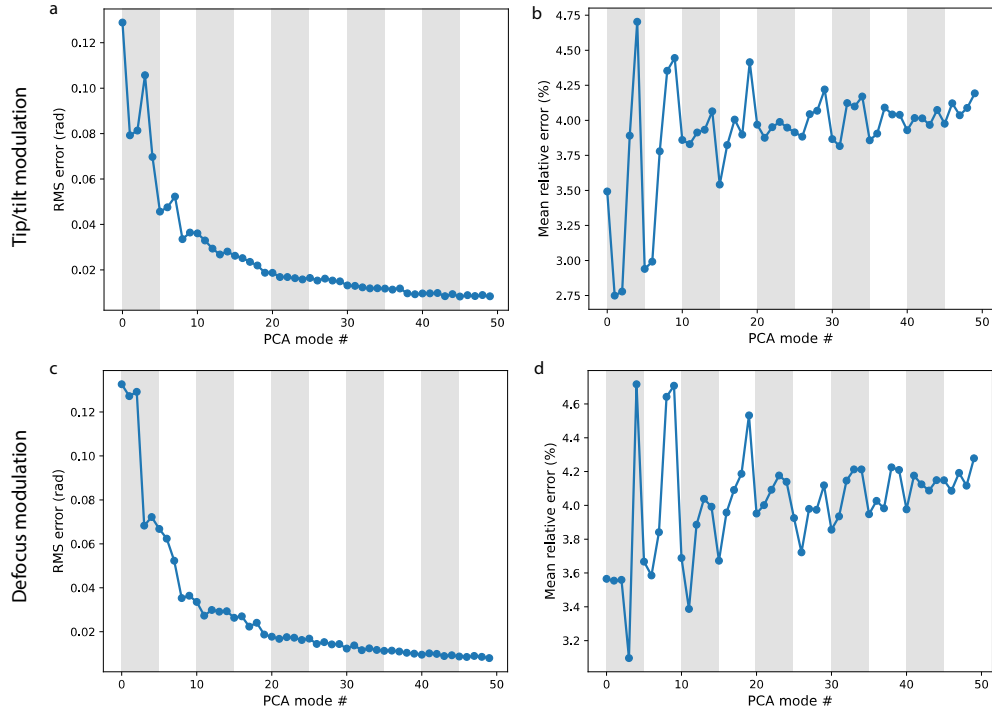 a
Tip/tilt modulation
RMS error (rad)
0.12
0.10
0.08
0.06
0.04
0.02
0 10 20 30 40 50
PCA mode #
b
Mean relative error (%)
4.75
4.50
4.25
4.00
3.75
3.50
3.25
3.00
2.75
0 10 20 30 40 50
PCA mode #
c
Defocus modulation
RMS error (rad)
0.12
0.10
0.08
0.06
0.04
0.02
0 10 20 30 40 50
PCA mode #
d
Mean relative error (%)
4.6
4.4
4.2
4.0
3.8
3.6
3.4
3.2
0 10 20 30 40 50
PCA mode #